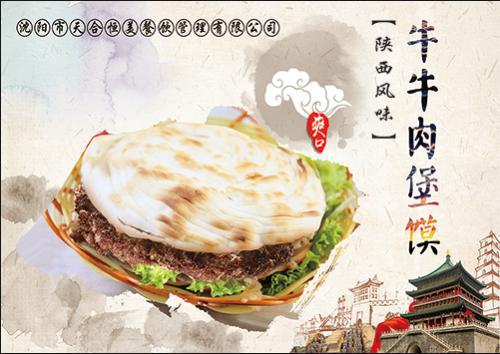 沈阳市天合恒美餐饮管理有限公司
牛牛肉堡馍
【陕西风味】
爽口